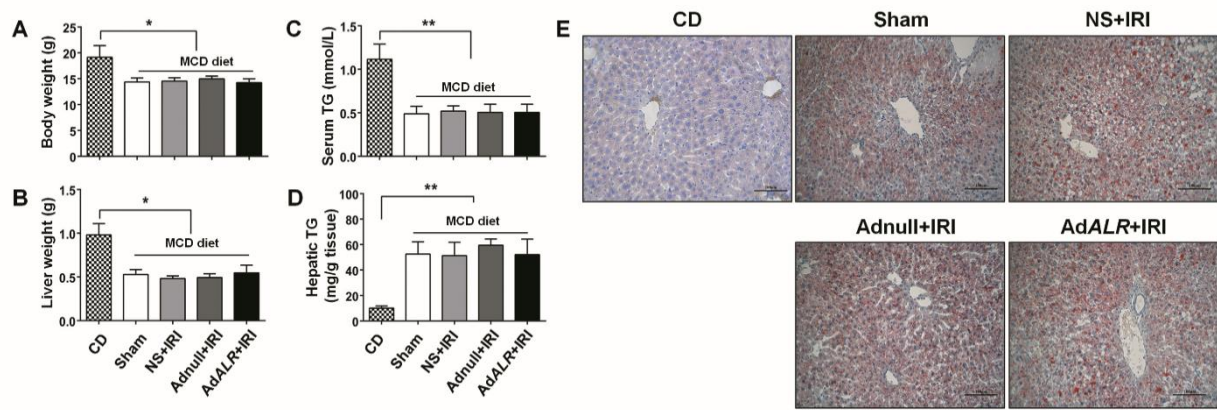 A
Body weight (g)
25
20
15
10
5
0
*
MCD diet
B
Liver weight (g)
1.5
1.0
0.5
0.0
*
MCD diet
CD
Sham
NS+IRI
Adnull+IRI
AdALR+IRI
C
Serum TG (mmol/L)
1.5
1.0
0.5
0.0
**
MCD diet
D
Hepatic TG
(mg/g tissue)
100
80
60
40
20
0
**
MCD diet
CD
Sham
NS+IRI
Adnull+IRI
AdALR+IRI
E
CD
Sham
NS+IRI
Adnull+IRI
AdALR+IRI